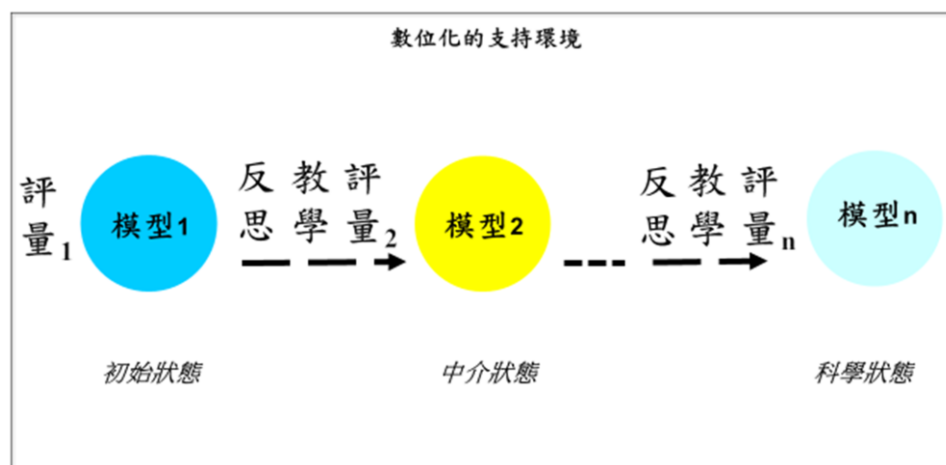 數位化的支持環境
評量1
模型1
反思
教學
評量2
模型2
反思
教學
評量n
模型n
初始狀態
中介狀態
科學狀態